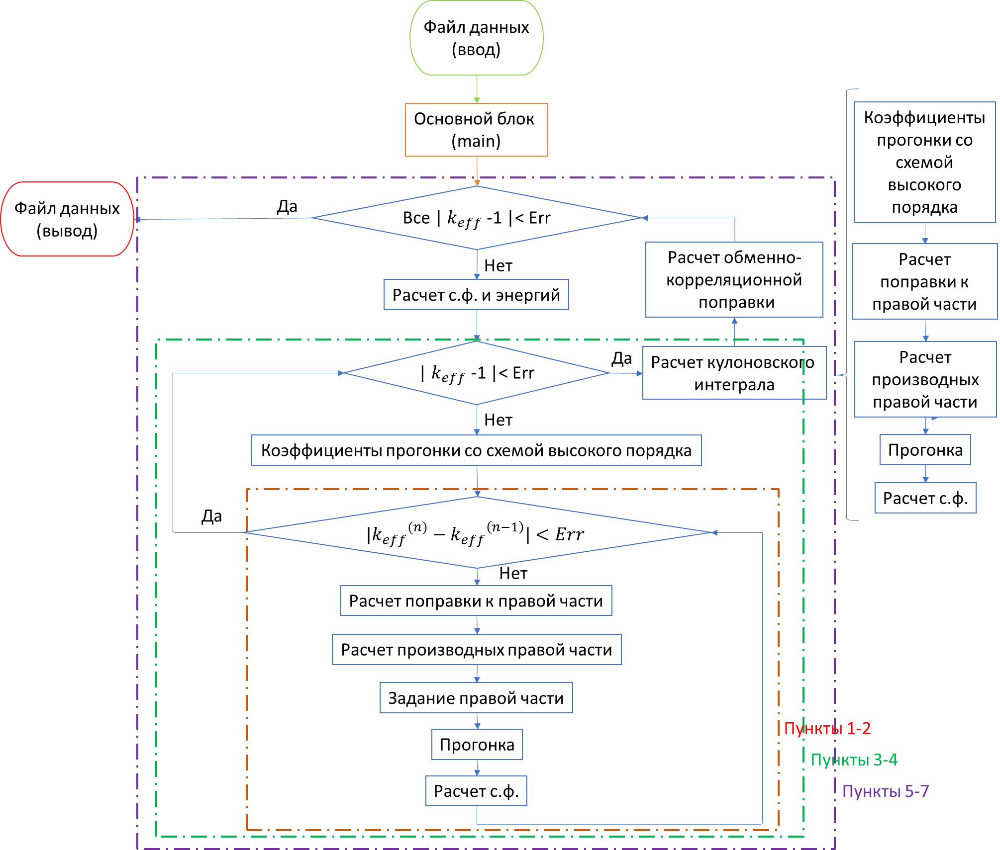 Файл данных
(ввод)
Основной блок
(main)
Файл данных
(вывод)
Да
Все | k_eff -1 |< Err
Нет
Расчет с.ф. и энергий
Расчет обменно-
корреляционной
поправки
| k_eff -1 |< Err
Да
Расчет кулоновского
интеграла
Нет
Коэффициенты прогонки со схемой высокого порядка
Да
|k_eff^(n) − k_eff^(n−1)| < Err
Нет
Расчет поправки к правой части
Расчет производных правой части
Задание правой части
Прогонка
Расчет с.ф.
Пункты 1-2
Пункты 3-4
Пункты 5-7
Коэффициенты
прогонки со
схемой
высокого
порядка
Расчет
поправки к
правой части
Расчет
производных
правой части
Прогонка
Расчет с.ф.